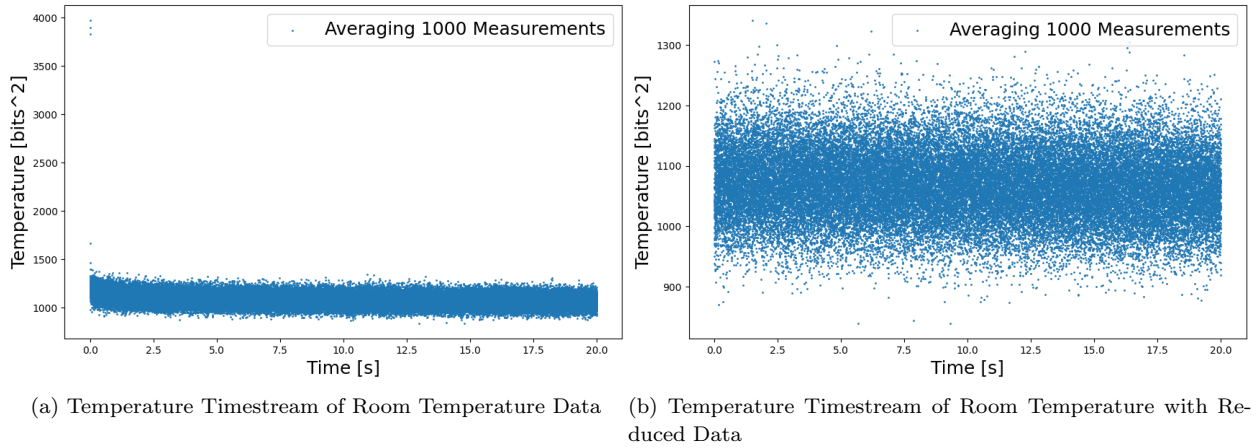 Averaging 1000 Measurements
4000
3500
3000
2500
2000
1500
1000
Temperature [bits^2]
0.0 2.5 5.0 7.5 10.0 12.5 15.0 17.5 20.0
Time [s]
(a) Temperature Timestream of Room Temperature Data
Averaging 1000 Measurements
1300
1200
1100
1000
900
Temperature [bits^2]
0.0 2.5 5.0 7.5 10.0 12.5 15.0 17.5 20.0
Time [s]
(b) Temperature Timestream of Room Temperature with Re-
duced Data